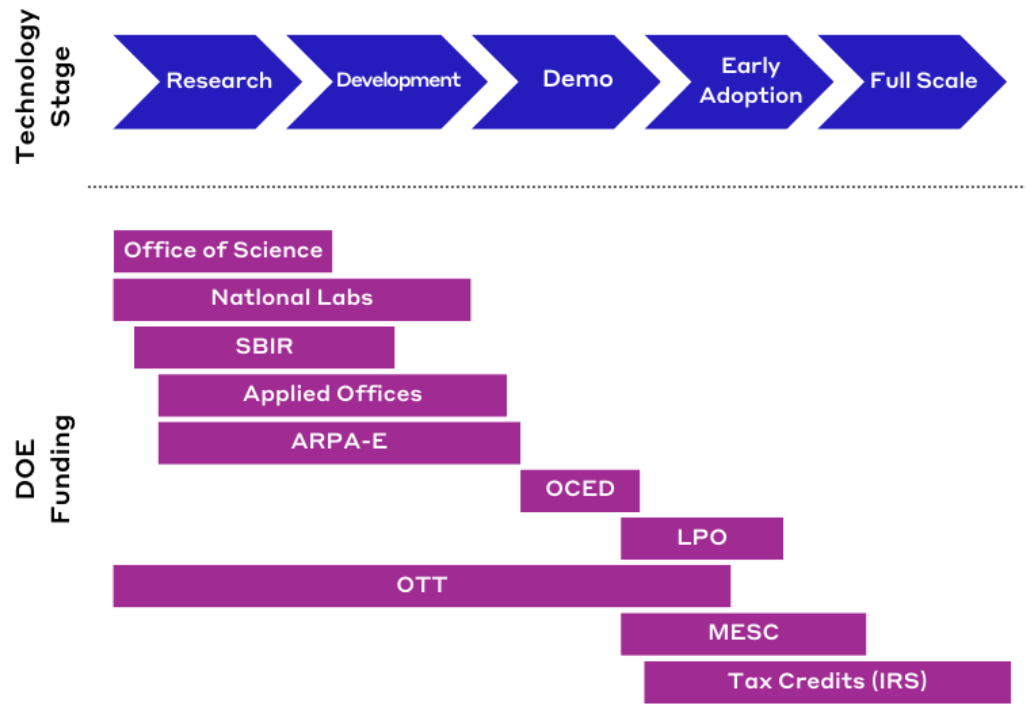 Technology
Stage
Research
Development
Demo
Early
Adoption
Full Scale
DOE
Funding
Office of Science
Natlonal Labs
SBIR
Applied Offices
ARPA-E
OCED
LPO
OTT
MESC
Tax Credits (IRS)